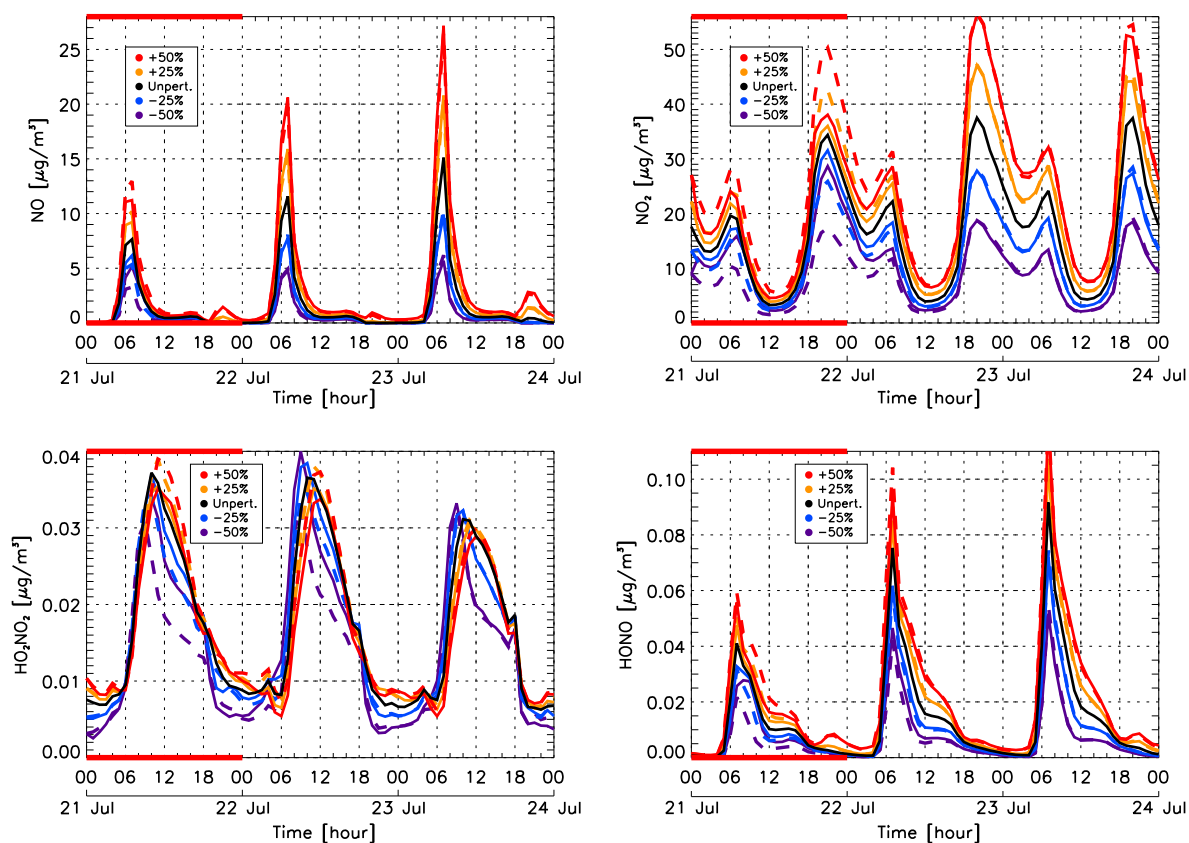 NO [μg/m³]
25
20
15
10
5
0
+50%
+25%
Unpert.
−25%
−50%
00 06 12 18 00 06 12 18 00 06 12 18 00
21 Jul 22 Jul 23 Jul 24 Jul
Time [hour]
NO₂ [μg/m³]
50
40
30
20
10
0
+50%
+25%
Unpert.
−25%
−50%
00 06 12 18 00 06 12 18 00 06 12 18 00
21 Jul 22 Jul 23 Jul 24 Jul
Time [hour]
HO₂NO₂ [μg/m³]
0.04
0.03
0.02
0.01
0.00
+50%
+25%
Unpert.
−25%
−50%
00 06 12 18 00 06 12 18 00 06 12 18 00
21 Jul 22 Jul 23 Jul 24 Jul
Time [hour]
HONO [μg/m³]
0.10
0.08
0.06
0.04
0.02
0.00
+50%
+25%
Unpert.
−25%
−50%
00 06 12 18 00 06 12 18 00 06 12 18 00
21 Jul 22 Jul 23 Jul 24 Jul
Time [hour]